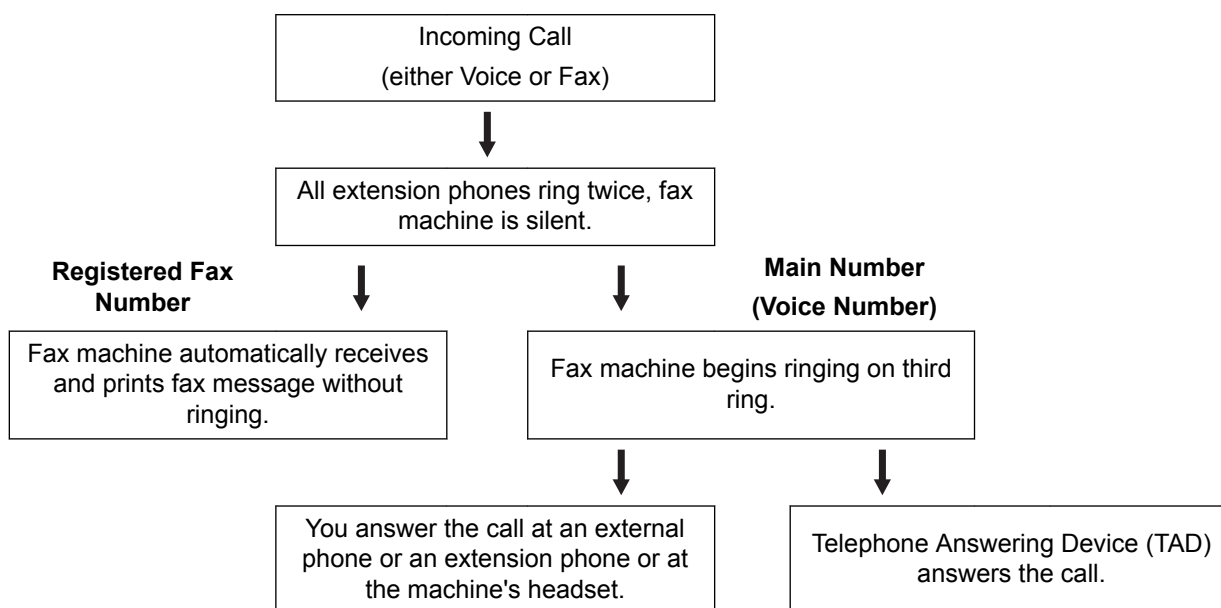 Incoming Call
(either Voice or Fax)
All extension phones ring twice, fax
machine is silent.
Registered Fax
Number
Main Number
(Voice Number)
Fax machine automatically receives
and prints fax message without
ringing.
Fax machine begins ringing on third
ring.
You answer the call at an external
phone or an extension phone or at
the machine's headset.
Telephone Answering Device (TAD)
answers the call.